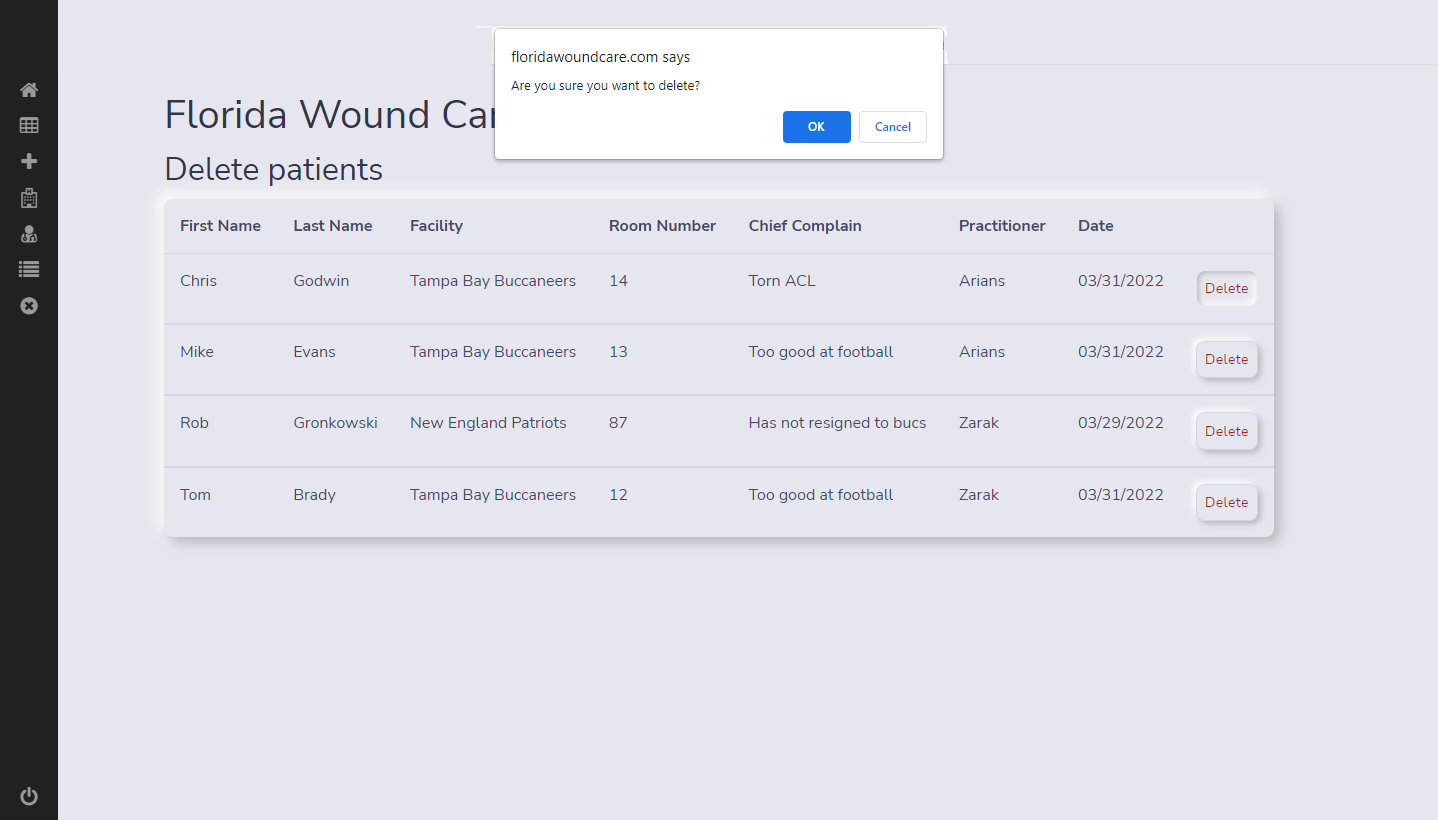 floridawoundcare.com says
Are you sure you want to delete?
OK Cancel
Florida Wound
Delete patients
First Name Last Name Facility Room Number Chief Complain Practitioner Date
Chris Godwin Tampa Bay Buccaneers 14 Torn ACL Arians 03/31/2022 Delete
Mike Evans Tampa Bay Buccaneers 13 Too good at football Arians 03/31/2022 Delete
Rob Gronkowski New England Patriots 87 Has not resigned to bucs Zarak 03/29/2022 Delete
Tom Brady Tampa Bay Buccaneers 12 Too good at football Zarak 03/31/2022 Delete